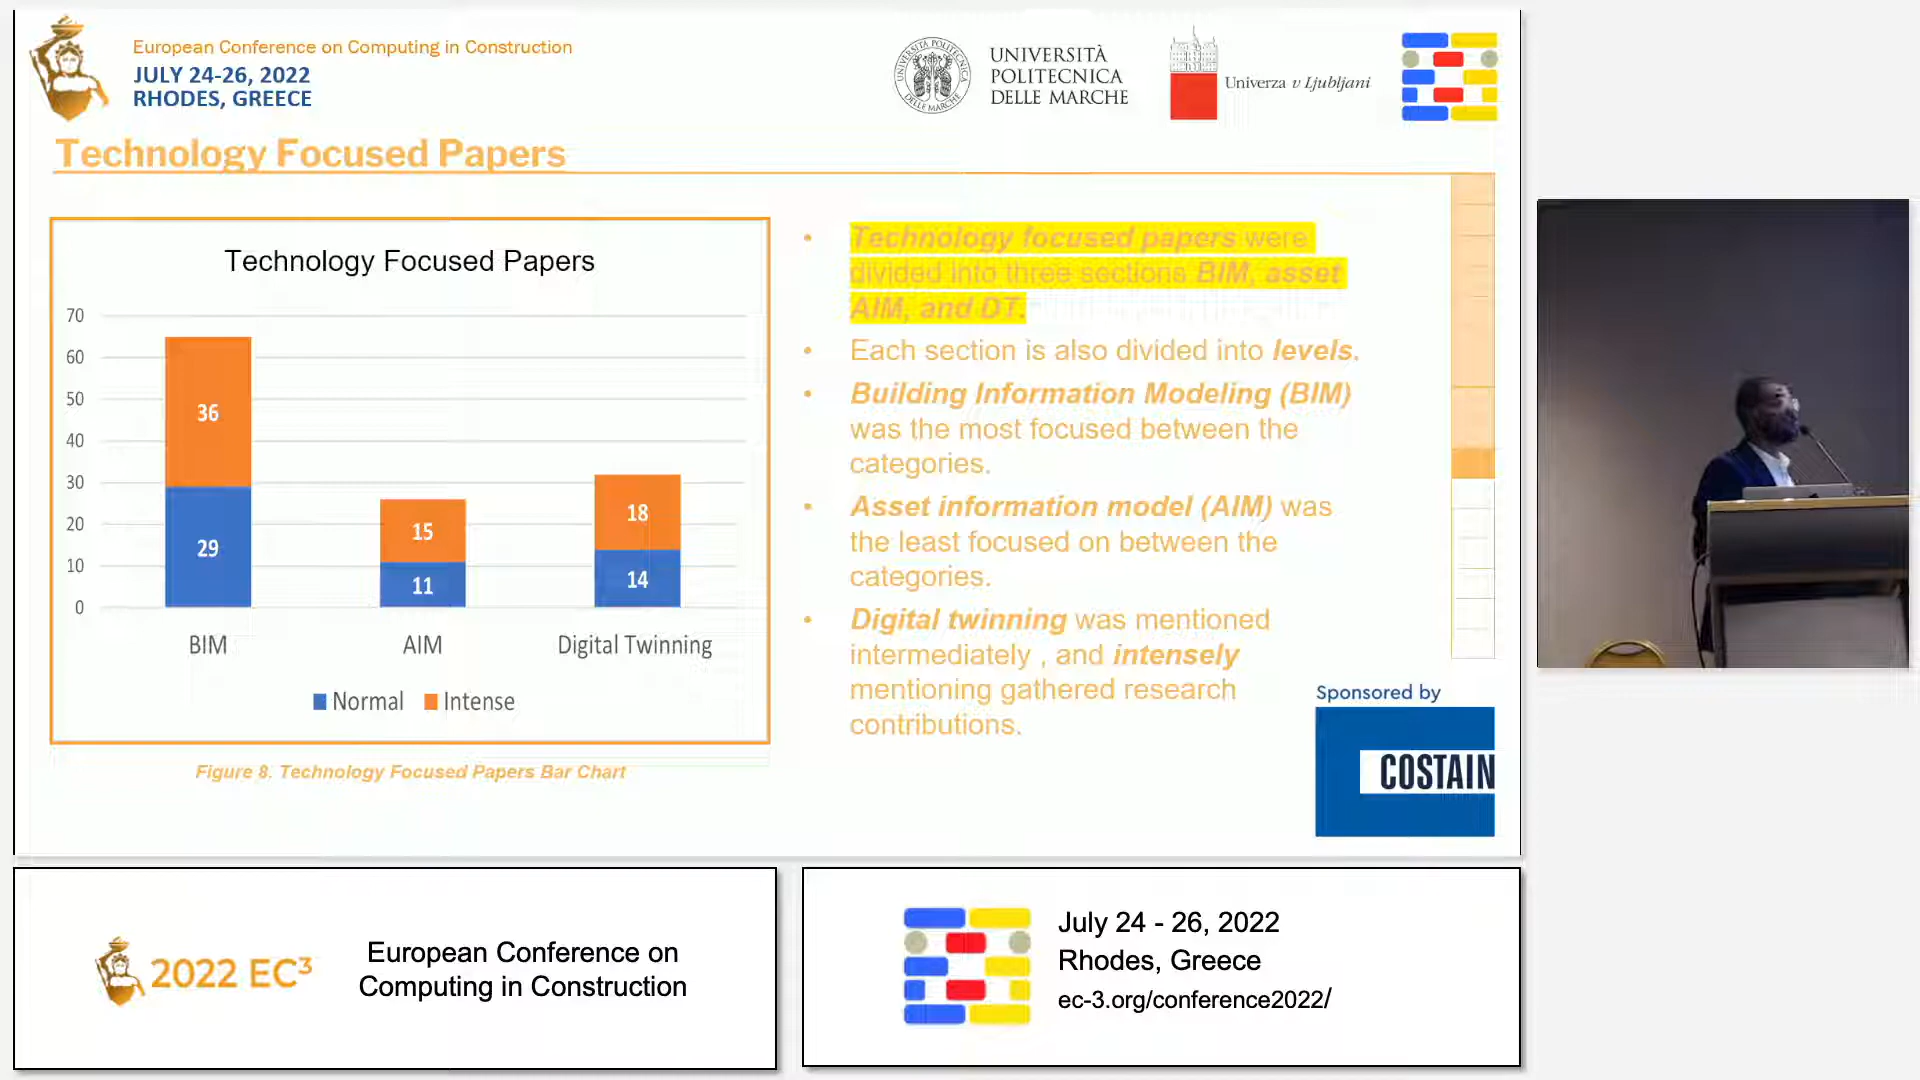 European Conference on Computing in Construction
JULY 24-26, 2022
RHODES, GREECE
UNIVERSITÀ
POLITECNICA
DELLE MARCHE
Univerza v Ljubljani
Technology Focused Papers
Technology Focused Papers
70
60
50
40
30
20
10
0
36
29
15
11
18
14
BIM
AIM
Digital Twinning
Normal
Intense
Figure 8. Technology Focused Papers Bar Chart
• Technology focused papers were
divided into three sections BIM, asset
AIM, and DT.
• Each section is also divided into levels.
• Building Information Modeling (BIM)
was the most focused between the
categories.
• Asset information model (AIM) was
the least focused on between the
categories.
• Digital twinning was mentioned
intermediately , and intensely
mentioning gathered research
contributions.
Sponsored by
COSTAIN
2022 EC³
European Conference on
Computing in Construction
July 24 - 26, 2022
Rhodes, Greece
ec-3.org/conference2022/